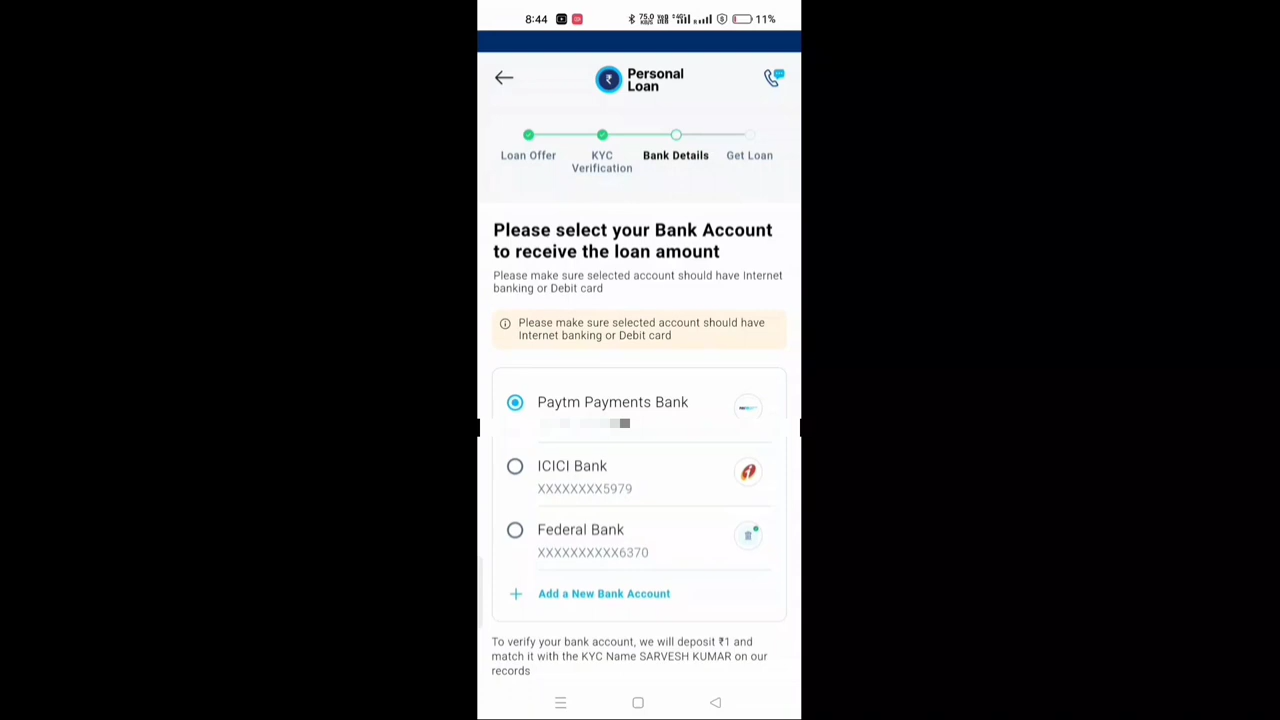 8:44 75.0 KB/S 11%
Personal
Loan
Loan Offer KYC Bank Details Get Loan
Verification
Please select your Bank Account
to receive the loan amount
Please make sure selected account should have Internet
banking or Debit card
Please make sure selected account should have
Internet banking or Debit card
Paytm Payments Bank
ICICI Bank
XXXXXXXX5979
Federal Bank
XXXXXXXXXX6370
+ Add a New Bank Account
To verify your bank account, we will deposit ₹1 and
match it with the KYC Name SARVESH KUMAR on our
records